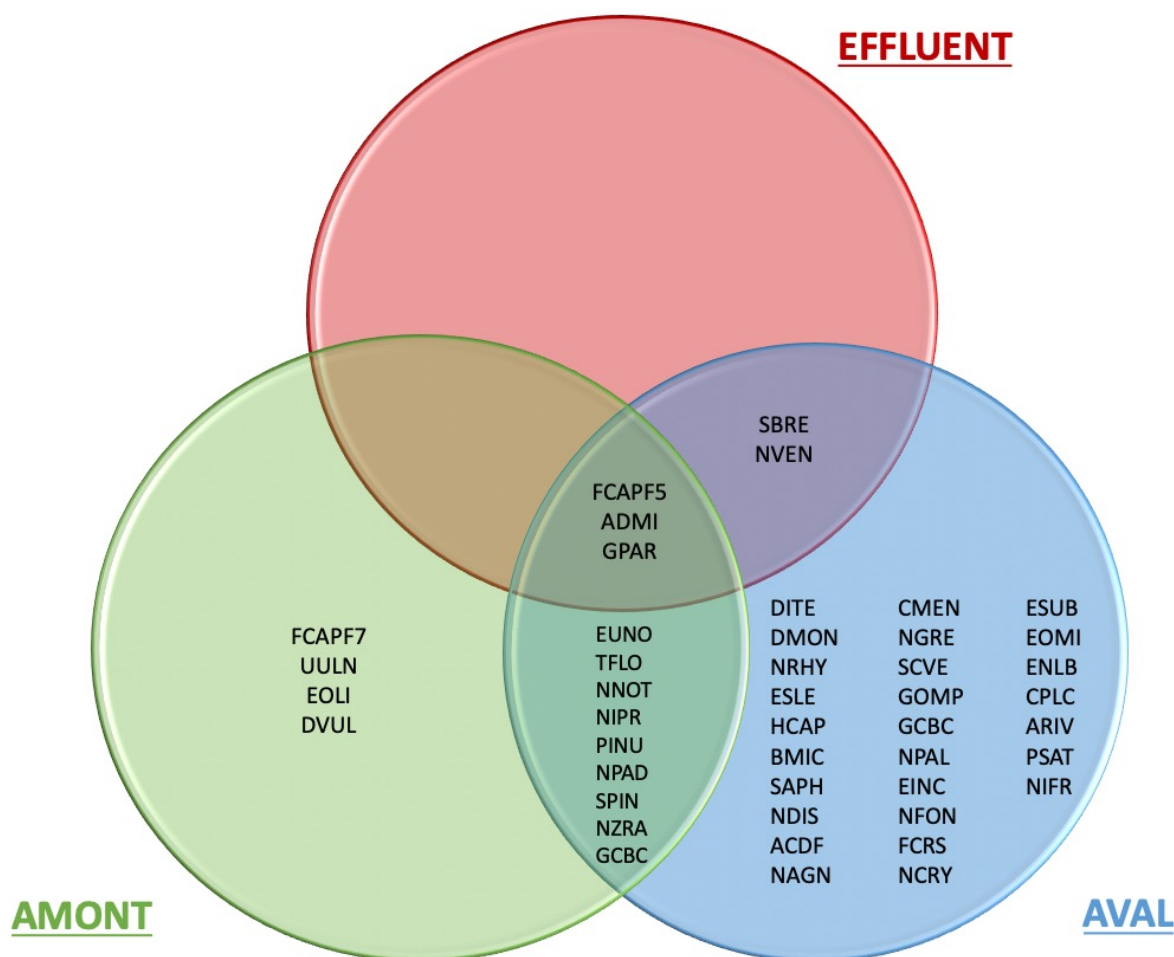 EFFLUENT
SBRE
NVEN
FCAPF5
ADMI
GPAR
FCAPF7
UULN
EOLI
DVUL
EUNO
TFLO
NNOT
NIPR
PINU
NPAD
SPIN
NZRA
GCBC
DITE
DMON
NRHY
ESLE
HCAP
BMIC
SAPH
NDIS
ACDF
NAGN
CMEN
NGRE
SCVE
GOMP
GCBC
NPAL
EINC
NFON
FCRS
NCRY
ESUB
EOMI
ENLB
CPLC
ARIV
PSAT
NIFR
AMONT
AVAL